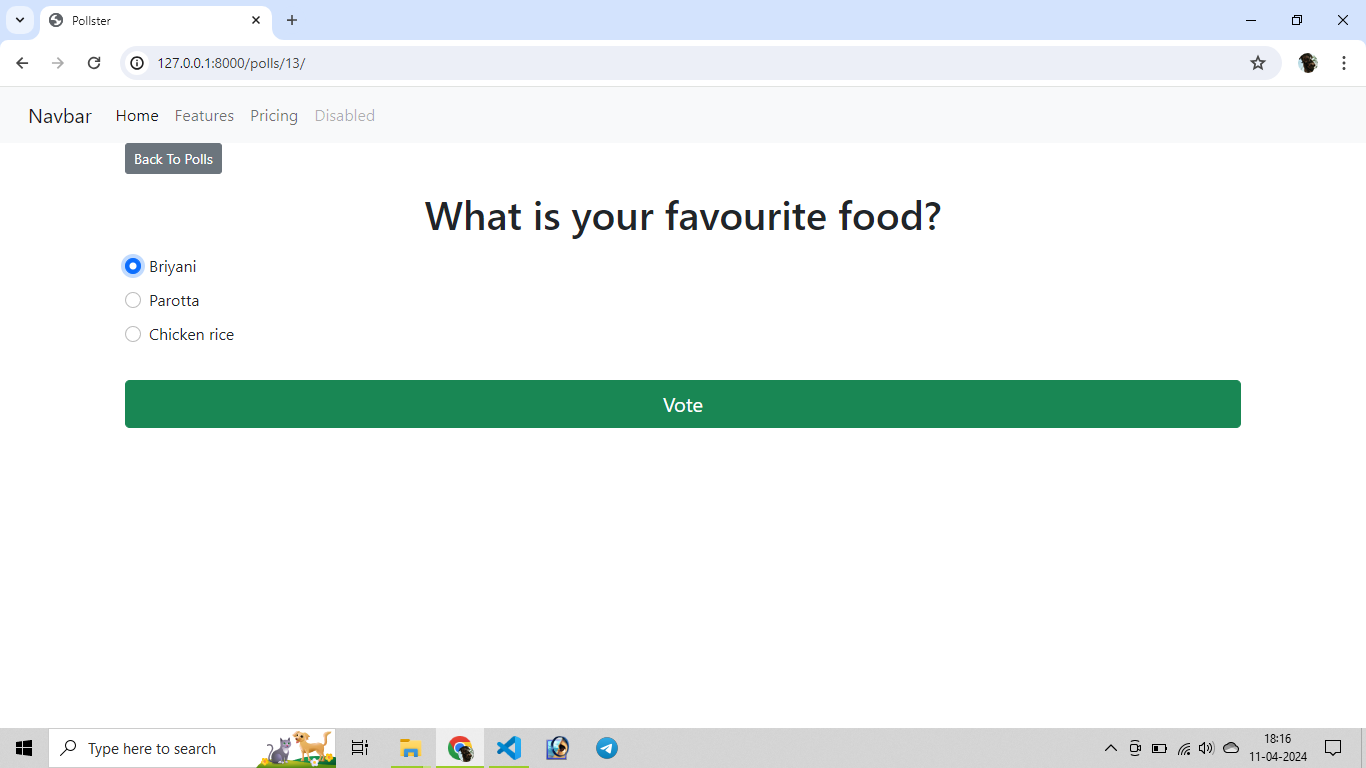 Pollster
127.0.0.1:8000/polls/13/
Navbar Home Features Pricing Disabled
Back To Polls
What is your favourite food?
Briyani
Parotta
Chicken rice
Vote
Type here to search
18:16
11-04-2024